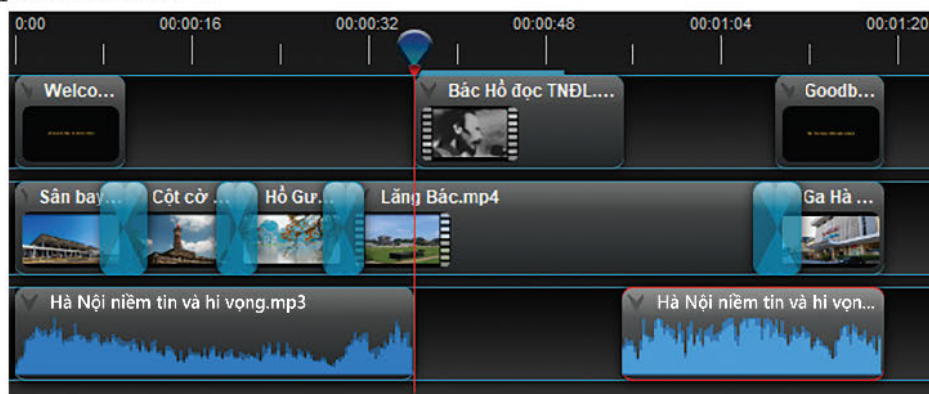 0:00 00:00:16 00:00:32 00:00:48 00:01:04 00:01:20
Welco... Bác Hồ đọc TNĐL.... Goodb...
Sân bay... Cột cờ ... Hồ Gư... Lăng Bác.mp4 Ga Hà ...
Hà Nội niềm tin và hi vọng.mp3 Hà Nội niềm tin và hi vọn...